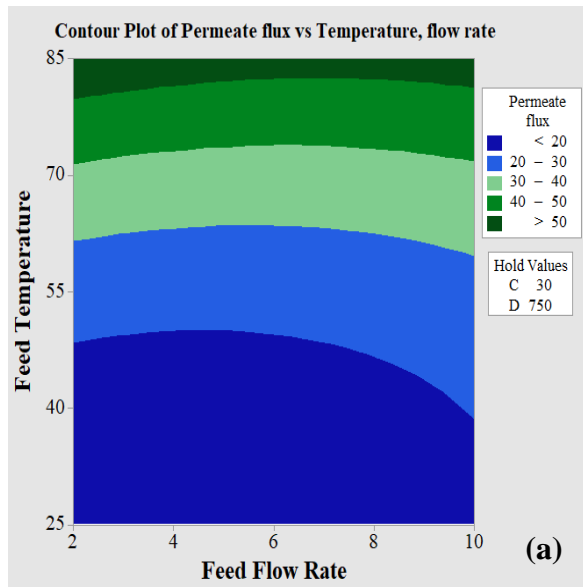 Contour Plot of Permeate flux vs Temperature, flow rate
85
70
55
40
25
Feed Temperature
2 4 6 8 10
Feed Flow Rate
Permeate
flux
< 20
20 – 30
30 – 40
40 – 50
> 50
Hold Values
C 30
D 750
(a)